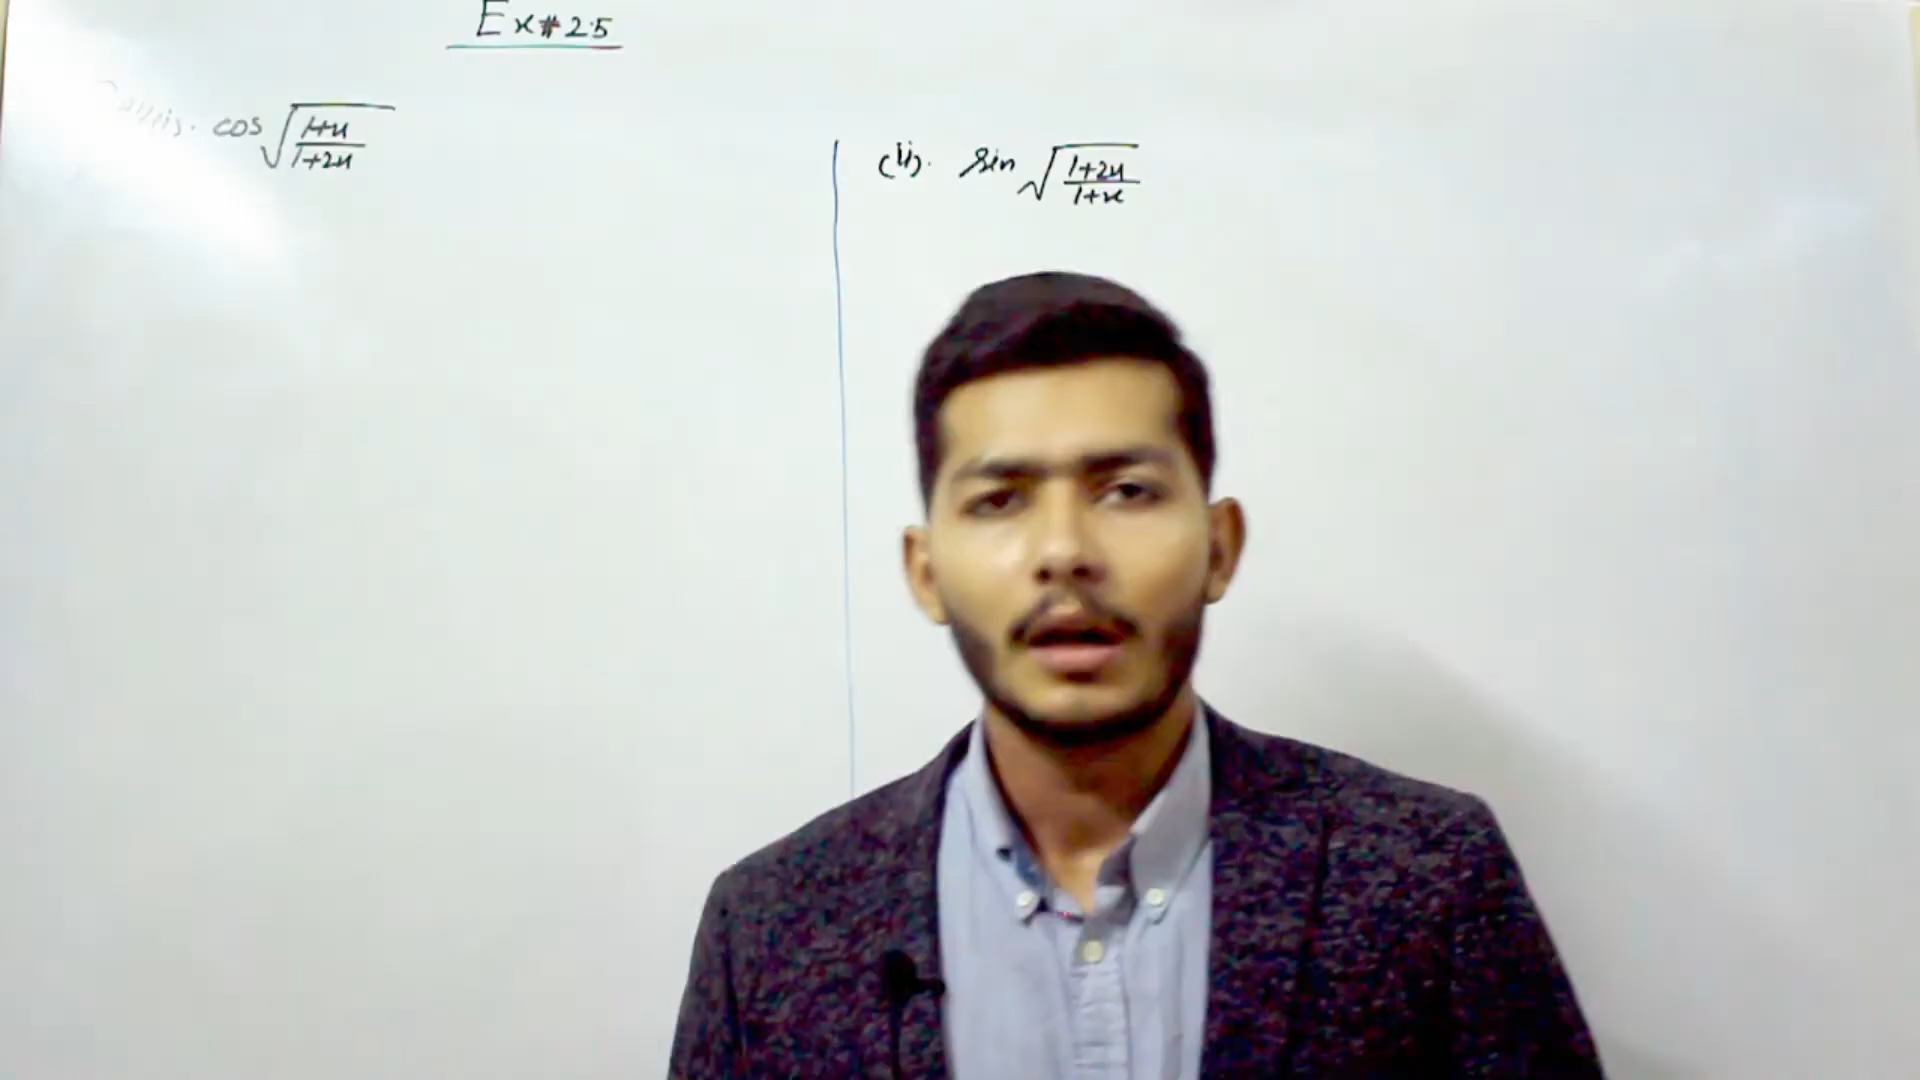 Ex#2.5
(i). cos √(1+x/1+2x)
(ii). sin √(1+2x/1+x)